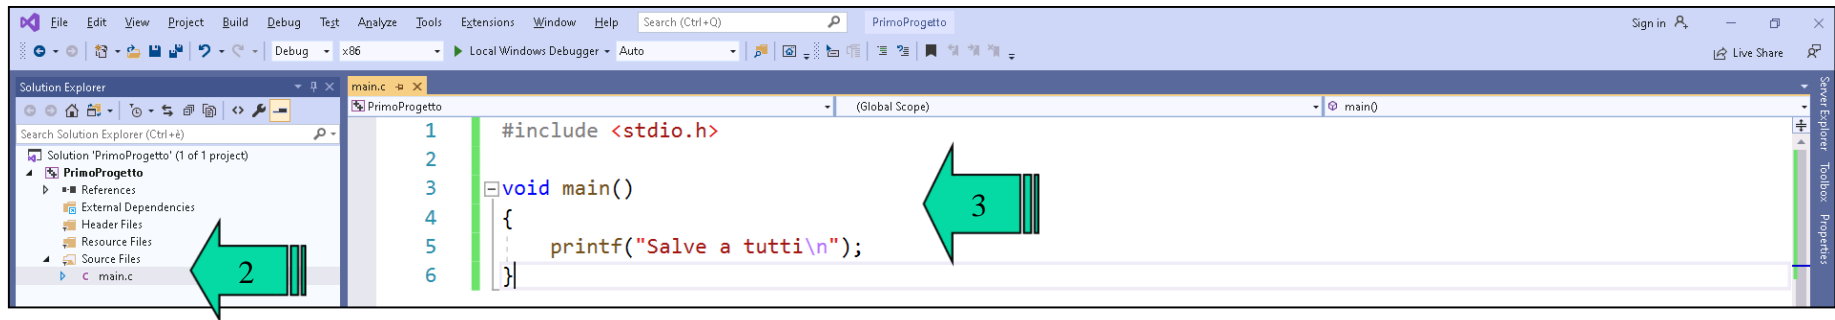 File Edit View Project Build Debug Test Analyze Tools Extensions Window Help Search (Ctrl+Q) PrimoProgetto Sign in
Debug x86 Local Windows Debugger Auto Live Share
Solution Explorer
main.c
PrimoProgetto (Global Scope) main()
Search Solution Explorer (Ctrl+è)
Solution 'PrimoProgetto' (1 of 1 project)
PrimoProgetto
References
External Dependencies
Header Files
Resource Files
Source Files
C main.c
2
1 #include <stdio.h>
2
3 void main()
4 {
5 printf("Salve a tutti\n");
6 }
3
Server Explorer
Toolbox
Properties